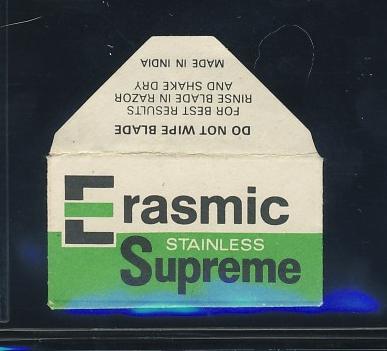 DO NOT WIPE BLADE
FOR BEST RESULTS
RINSE BLADE IN RAZOR
AND SHAKE DRY
MADE IN INDIA
Erasmic
STAINLESS
Supreme